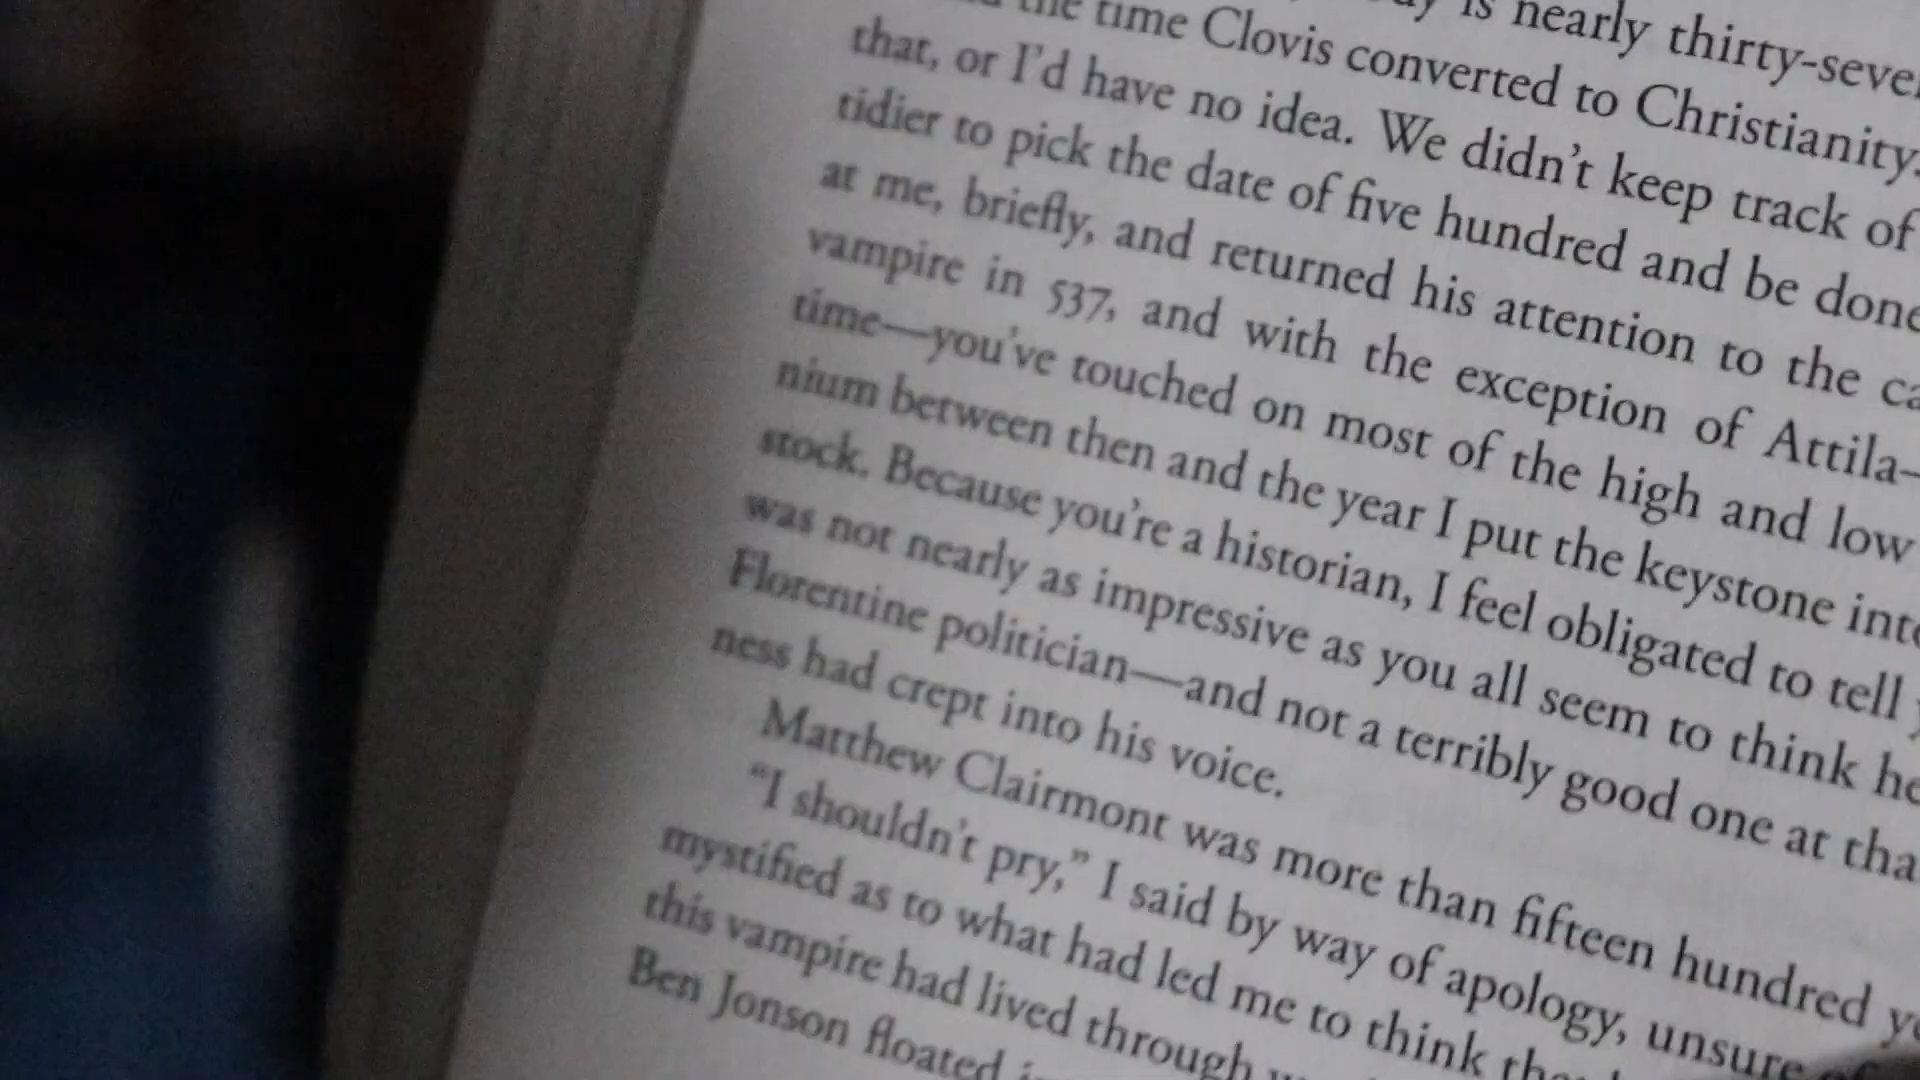 is nearly thirty-seve
the time Clovis converted to Christianity.
that, or I'd have no idea. We didn't keep track of
tidier to pick the date of five hundred and be done
at me, briefly, and returned his attention to the ca
vampire in 537, and with the exception of Attila—
time—you've touched on most of the high and low
nium between then and the year I put the keystone into
stock. Because you're a historian, I feel obligated to tell
was not nearly as impressive as you all seem to think he
Florentine politician—and not a terribly good one at tha
ness had crept into his voice.
Matthew Clairmont was more than fifteen hundred ye
“I shouldn't pry,” I said by way of apology, unsure of
mystified as to what had led me to think tha
this vampire had lived through
Ben Jonson floated